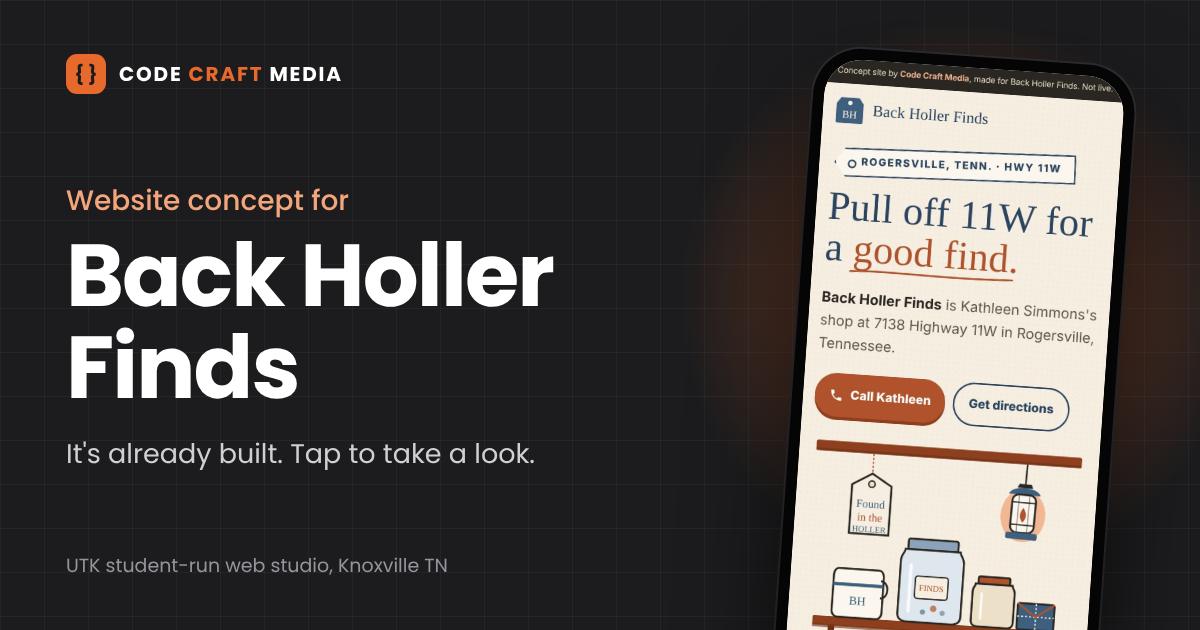 { } CODE CRAFT MEDIA
Website concept for
Back Holler
Finds
It's already built. Tap to take a look.
UTK student-run web studio, Knoxville TN
Concept site by Code Craft Media, made for Back Holler Finds. Not live.
BH Back Holler Finds
ROGERSVILLE, TENN. · HWY 11W
Pull off 11W for
a good find.
Back Holler Finds is Kathleen Simmons's
shop at 7138 Highway 11W in Rogersville,
Tennessee.
Call Kathleen Get directions
Found
in the
HOLLER
FINDS
BH